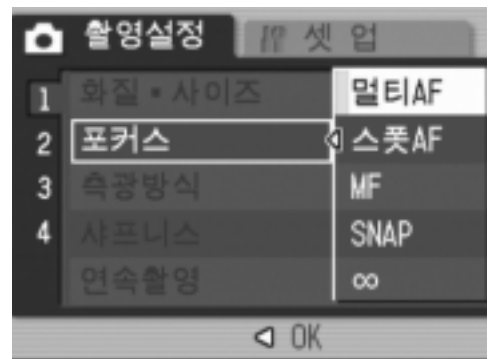 촬영설정 셋 업
1 화질・사이즈 멀티AF
2 포커스 스폿AF
3 측광방식 MF
4 샤프니스 SNAP
연속촬영 ∞
OK